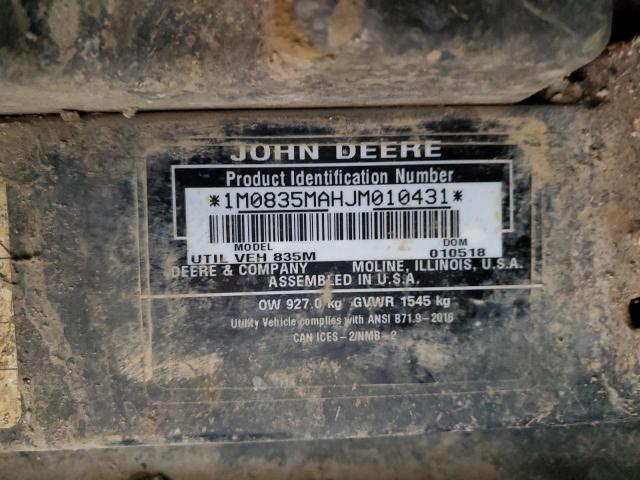 JOHN DEERE
Product Identification Number
*1M0835MAHJM010431*
MODEL DOM
UTIL VEH 835M 010518
DEERE & COMPANY MOLINE, ILLINOIS, U.S.A.
ASSEMBLED IN U.S.A.
OW 927.0 kg GVWR 1545 kg
Utility Vehicle complies with ANSI B71.9-2016
CAN ICES-2/NMB-2